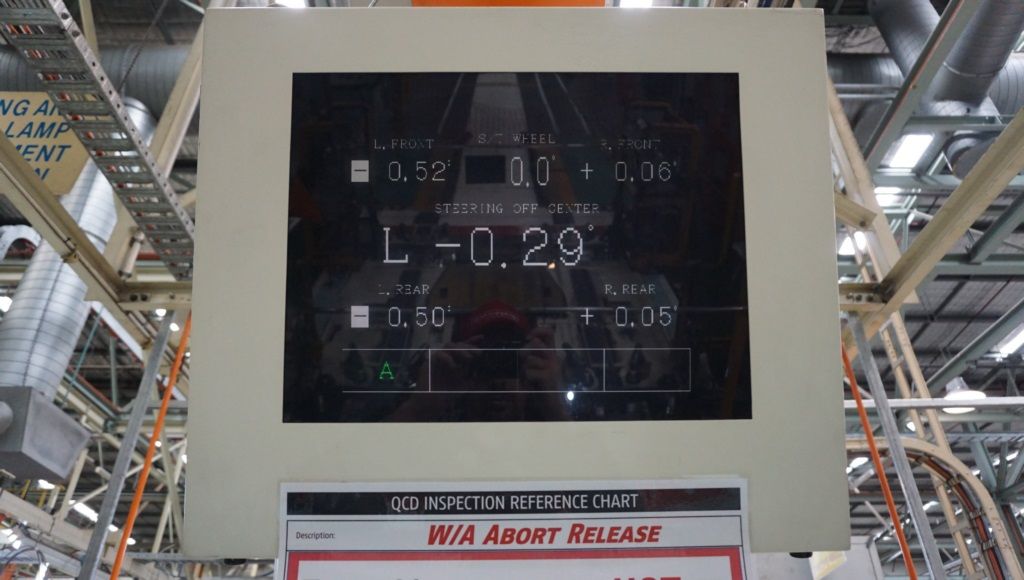 L.FRONT S/T WHEEL R.FRONT
− 0.52° 0.0° + 0.06°
STEERING OFF CENTER
L −0.29°
L.REAR R.REAR
− 0.50° + 0.05°
A
QCD INSPECTION REFERENCE CHART
Description: W/A ABORT RELEASE
LAMP